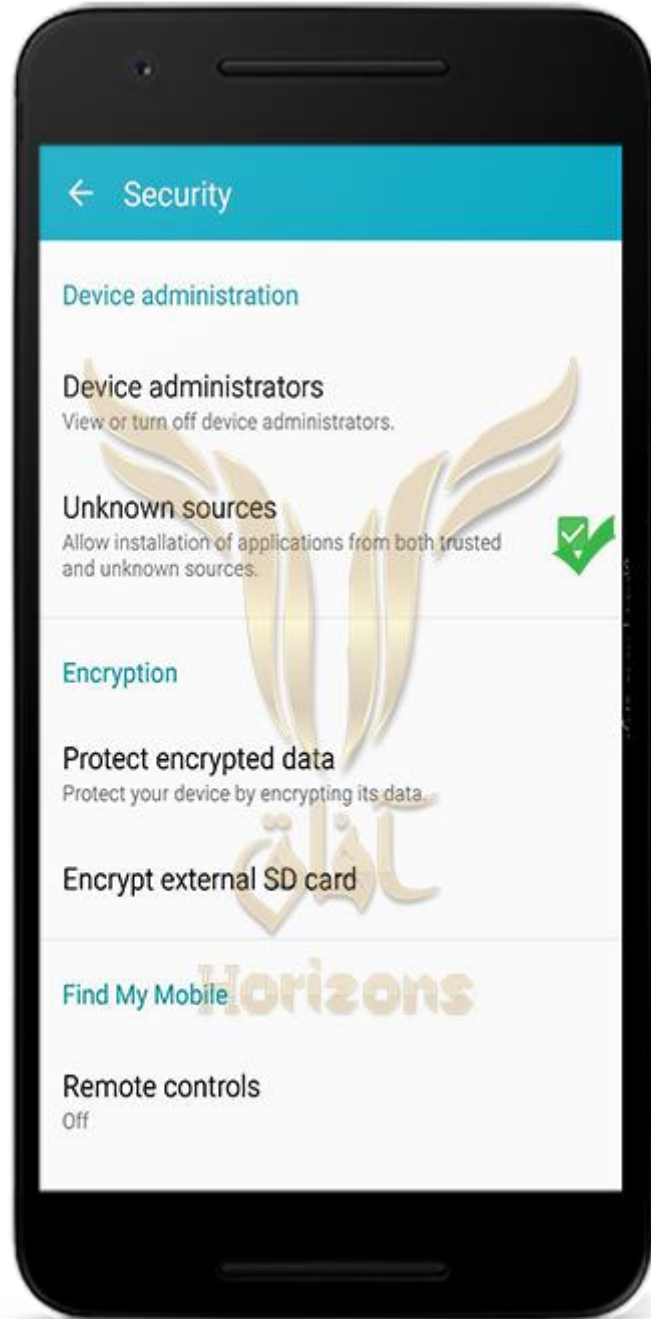 Security
Device administration
Device administrators
View or turn off device administrators.
Unknown sources
Allow installation of applications from both trusted
and unknown sources.
Encryption
Protect encrypted data
Protect your device by encrypting its data.
آفاق
Encrypt external SD card
Horizons
Find My Mobile
Remote controls
Off